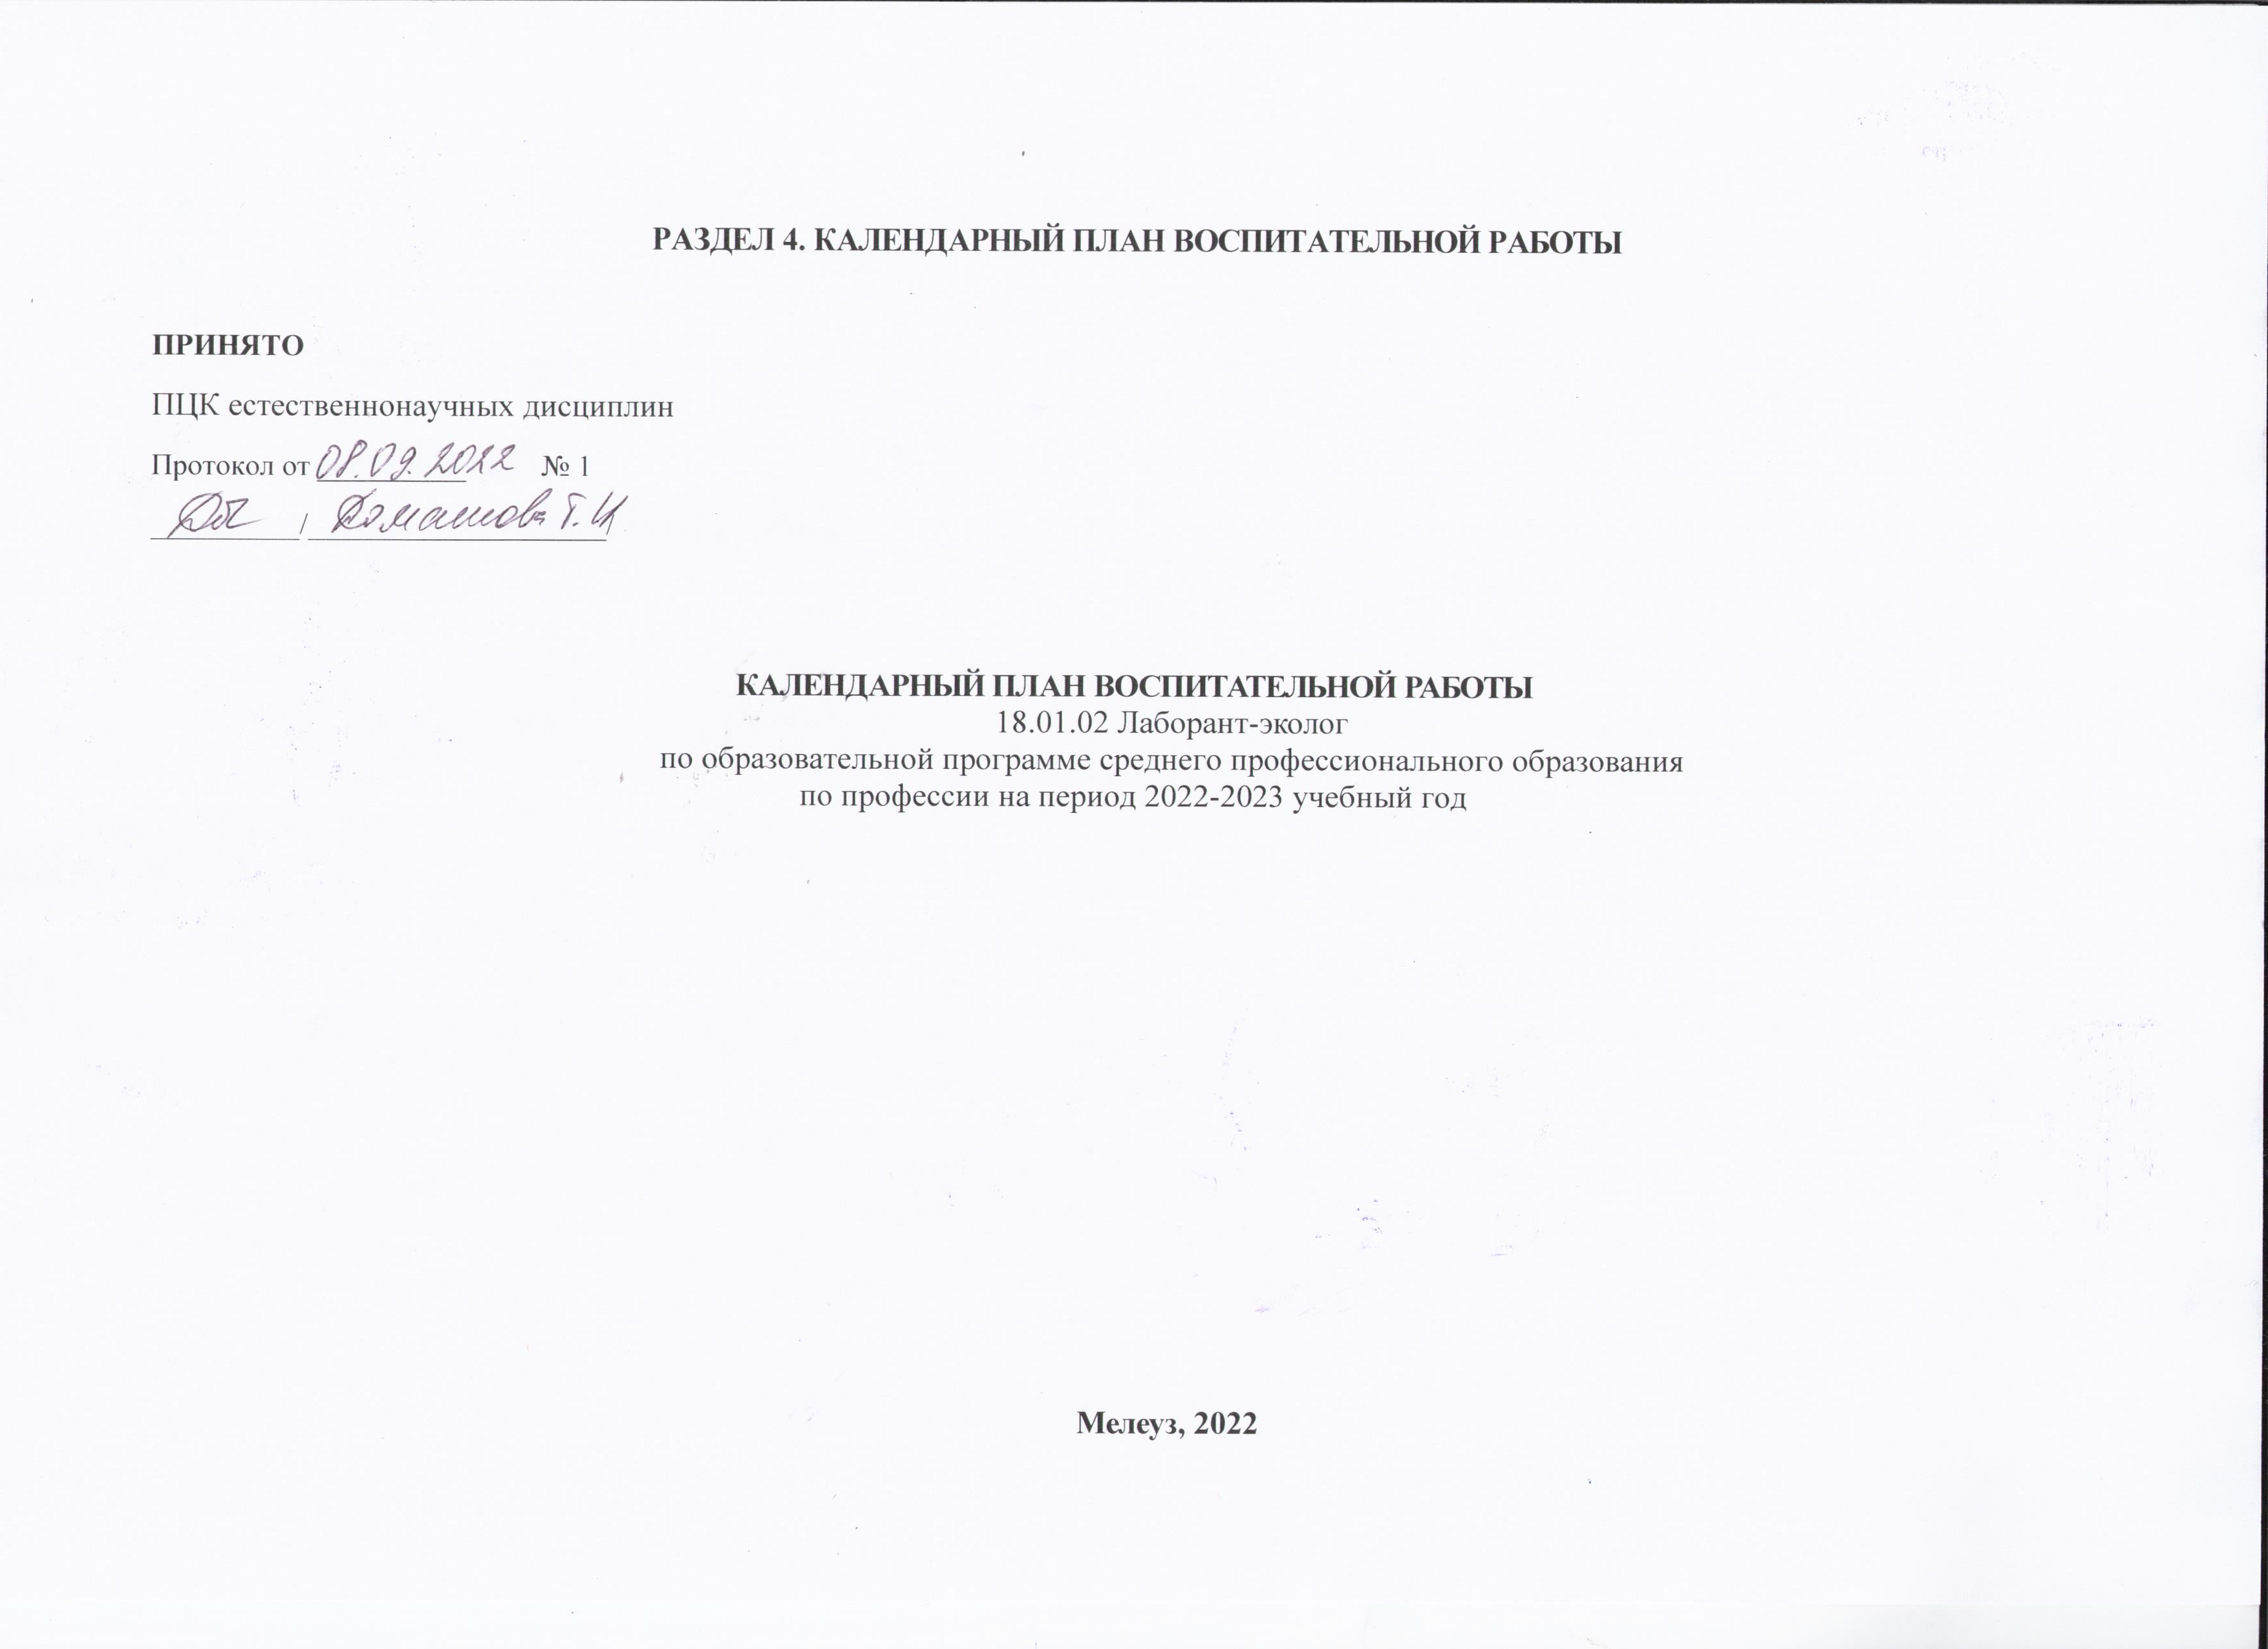 РАЗДЕЛ 4. КАЛЕНДАРНЫЙ ПЛАН ВОСПИТАТЕЛЬНОЙ РАБОТЫ
ПРИНЯТО
ПЦК естественнонаучных дисциплин
Протокол от 08.09.2022 № 1
/ Домашова Т.И
КАЛЕНДАРНЫЙ ПЛАН ВОСПИТАТЕЛЬНОЙ РАБОТЫ
18.01.02 Лаборант-эколог
по образовательной программе среднего профессионального образования
по профессии на период 2022-2023 учебный год
Мелеуз, 2022